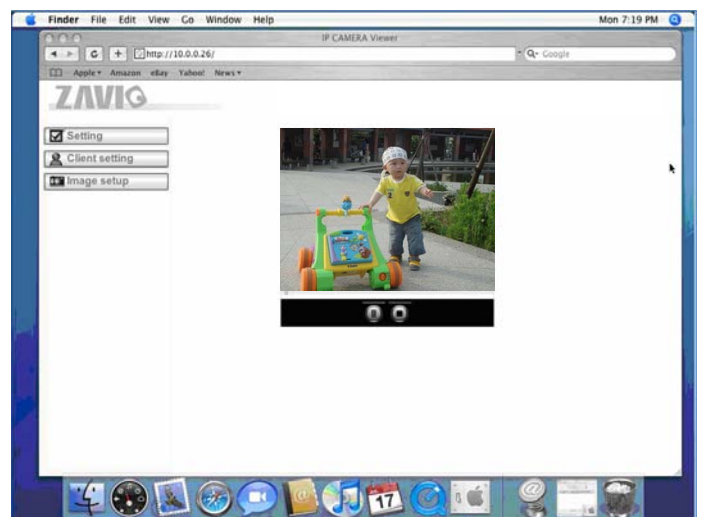 Finder File Edit View Go Window Help Mon 7:19 PM
IP CAMERA Viewer
http://10.0.0.26/ Google
Apple Amazon eBay Yahoo! News
ZAVIO
Setting
Client setting
Image setup
17